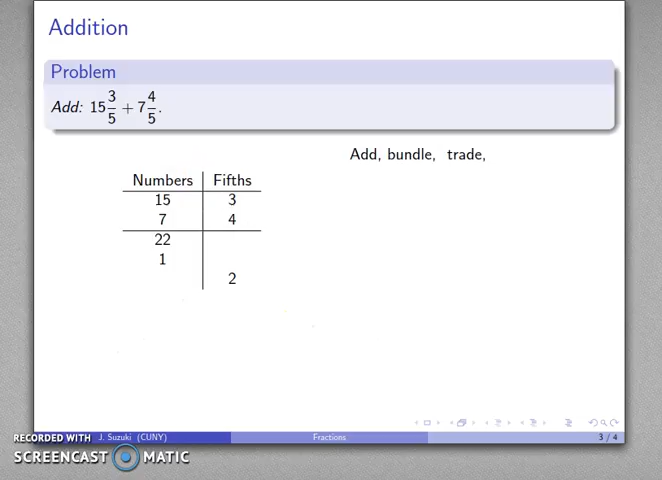 Addition
Problem
Add: 15 3/5 + 7 4/5.
Add, bundle, trade,
Numbers Fifths
15 3
7 4
22
1
2
RECORDED WITH
SCREENCAST MATIC
J. Suzuki (CUNY) Fractions 3 / 4